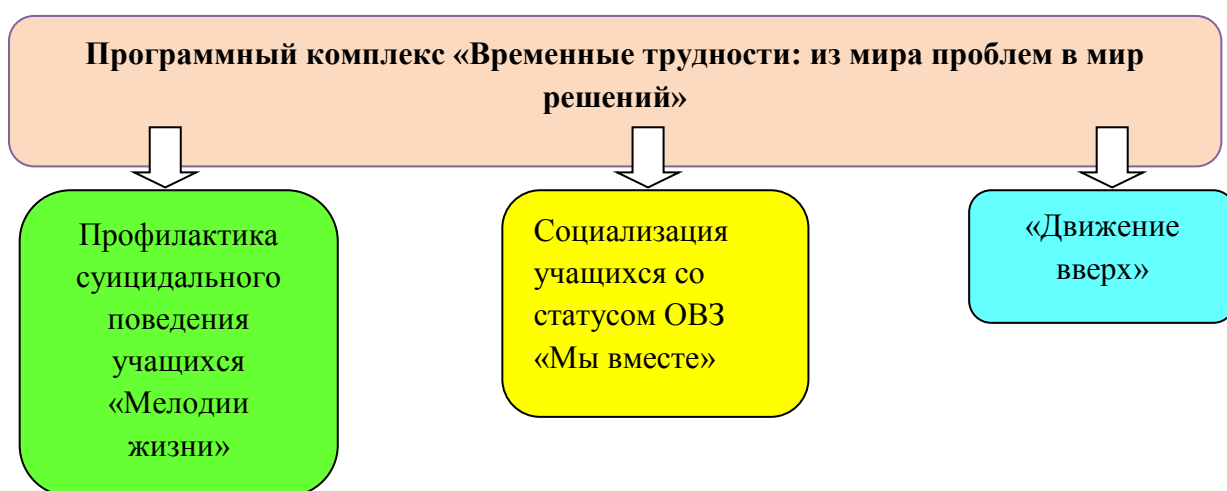 Программный комплекс «Временные трудности: из мира проблем в мир
решений»
Профилактика
суицидального
поведения
учащихся
«Мелодии
жизни»
Социализация
учащихся со
статусом ОВЗ
«Мы вместе»
«Движение
вверх»